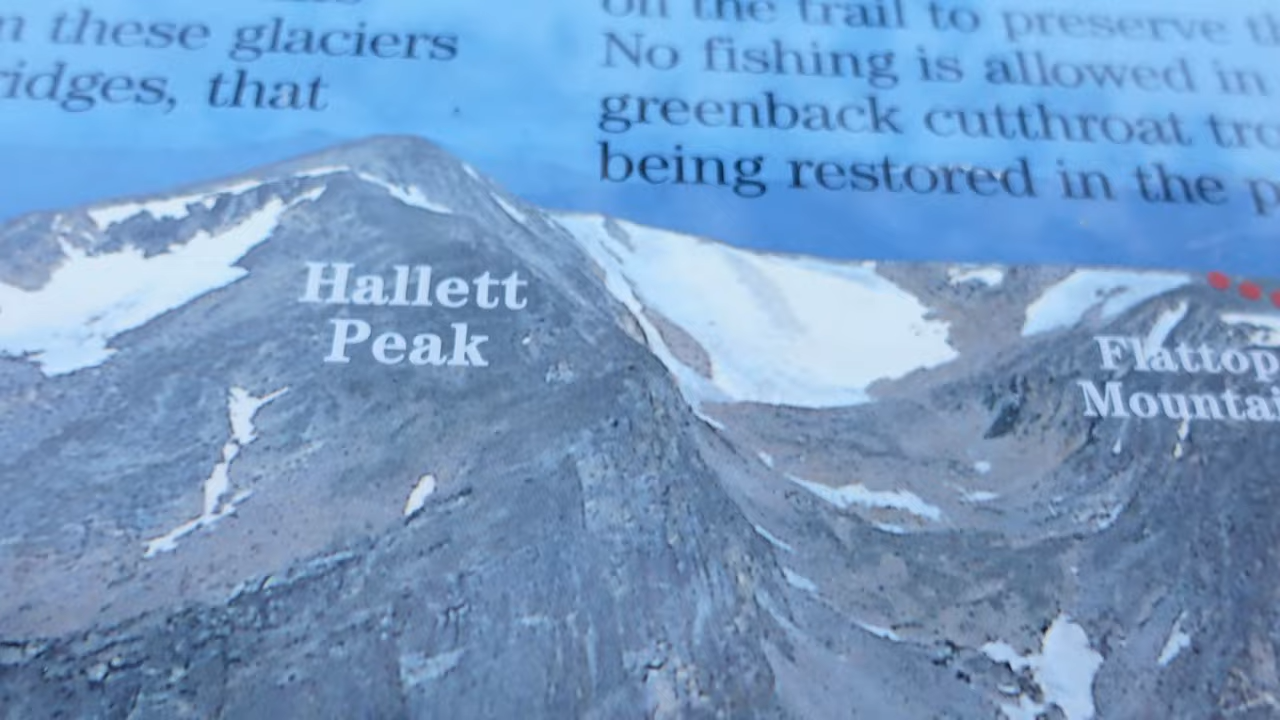 n these glaciers
ridges, that
on the trail to preserve th
No fishing is allowed in
greenback cutthroat tro
being restored in the p
Hallett
Peak
Flattop
Mountai